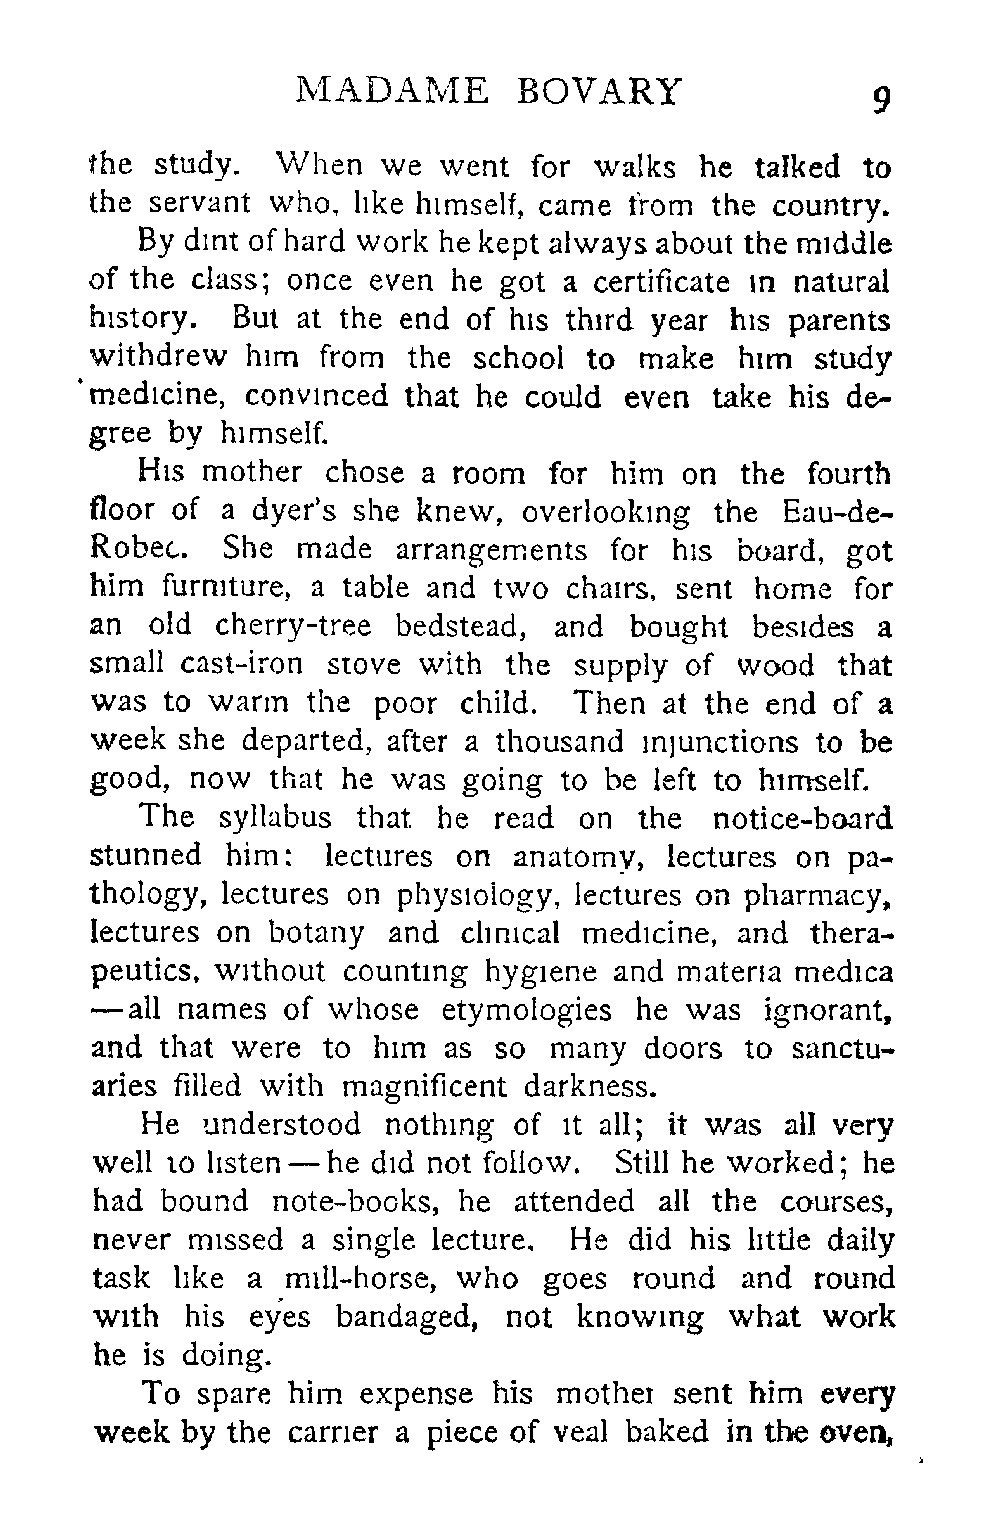 MADAME BOVARY 9
the study. When we went for walks he talked to
the servant who, like himself, came from the country.
By dint of hard work he kept always about the middle
of the class; once even he got a certificate in natural
history. But at the end of his third year his parents
withdrew him from the school to make him study
medicine, convinced that he could even take his de-
gree by himself.
His mother chose a room for him on the fourth
floor of a dyer's she knew, overlooking the Eau-de-
Robec. She made arrangements for his board, got
him furniture, a table and two chairs, sent home for
an old cherry-tree bedstead, and bought besides a
small cast-iron stove with the supply of wood that
was to warm the poor child. Then at the end of a
week she departed, after a thousand injunctions to be
good, now that he was going to be left to himself.
The syllabus that he read on the notice-board
stunned him: lectures on anatomy, lectures on pa-
thology, lectures on physiology, lectures on pharmacy,
lectures on botany and clinical medicine, and thera-
peutics, without counting hygiene and materia medica
—all names of whose etymologies he was ignorant,
and that were to him as so many doors to sanctu-
aries filled with magnificent darkness.
He understood nothing of it all; it was all very
well to listen — he did not follow. Still he worked; he
had bound note-books, he attended all the courses,
never missed a single lecture. He did his little daily
task like a mill-horse, who goes round and round
with his eyes bandaged, not knowing what work
he is doing.
To spare him expense his mother sent him every
week by the carrier a piece of veal baked in the oven,